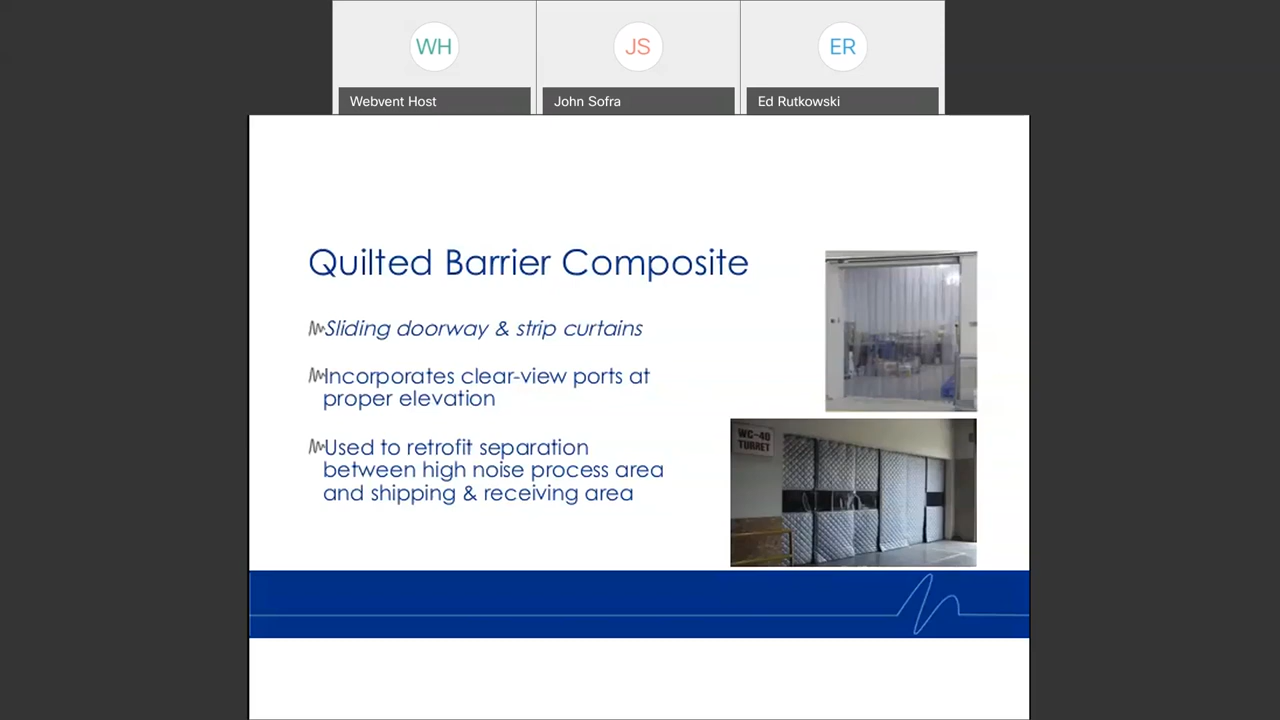 WH
JS
ER
Webvent Host
John Sofra
Ed Rutkowski
Quilted Barrier Composite
Sliding doorway & strip curtains
Incorporates clear-view ports at
proper elevation
Used to retrofit separation
between high noise process area
and shipping & receiving area
WC-40
TURRET